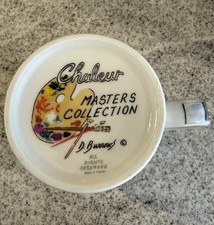 Chaleur
MASTERS
COLLECTION
D. Burrows ©
ALL
RIGHTS
RESERVED